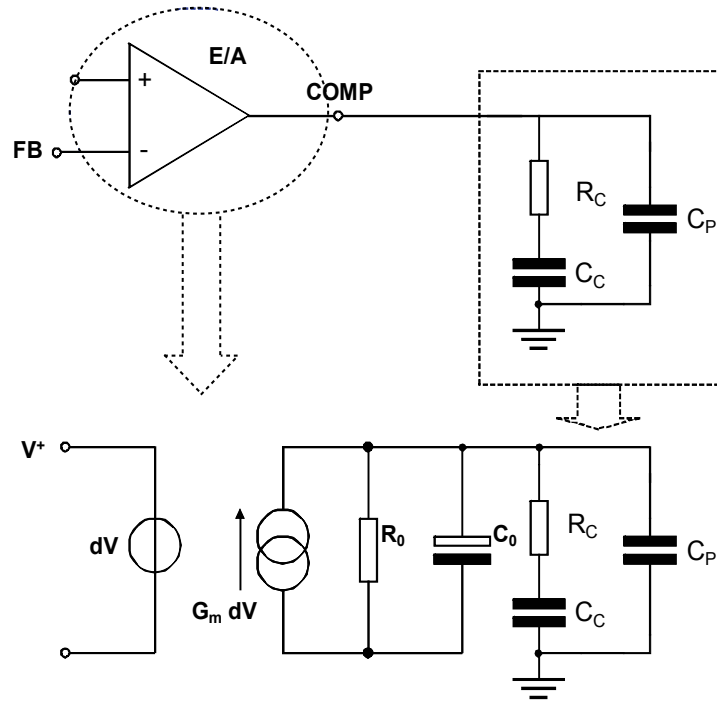 E/A
+
COMP
FB
-
R_C
C_P
C_C
V⁺
dV
G_m dV
R_0
C_0
R_C
C_P
C_C